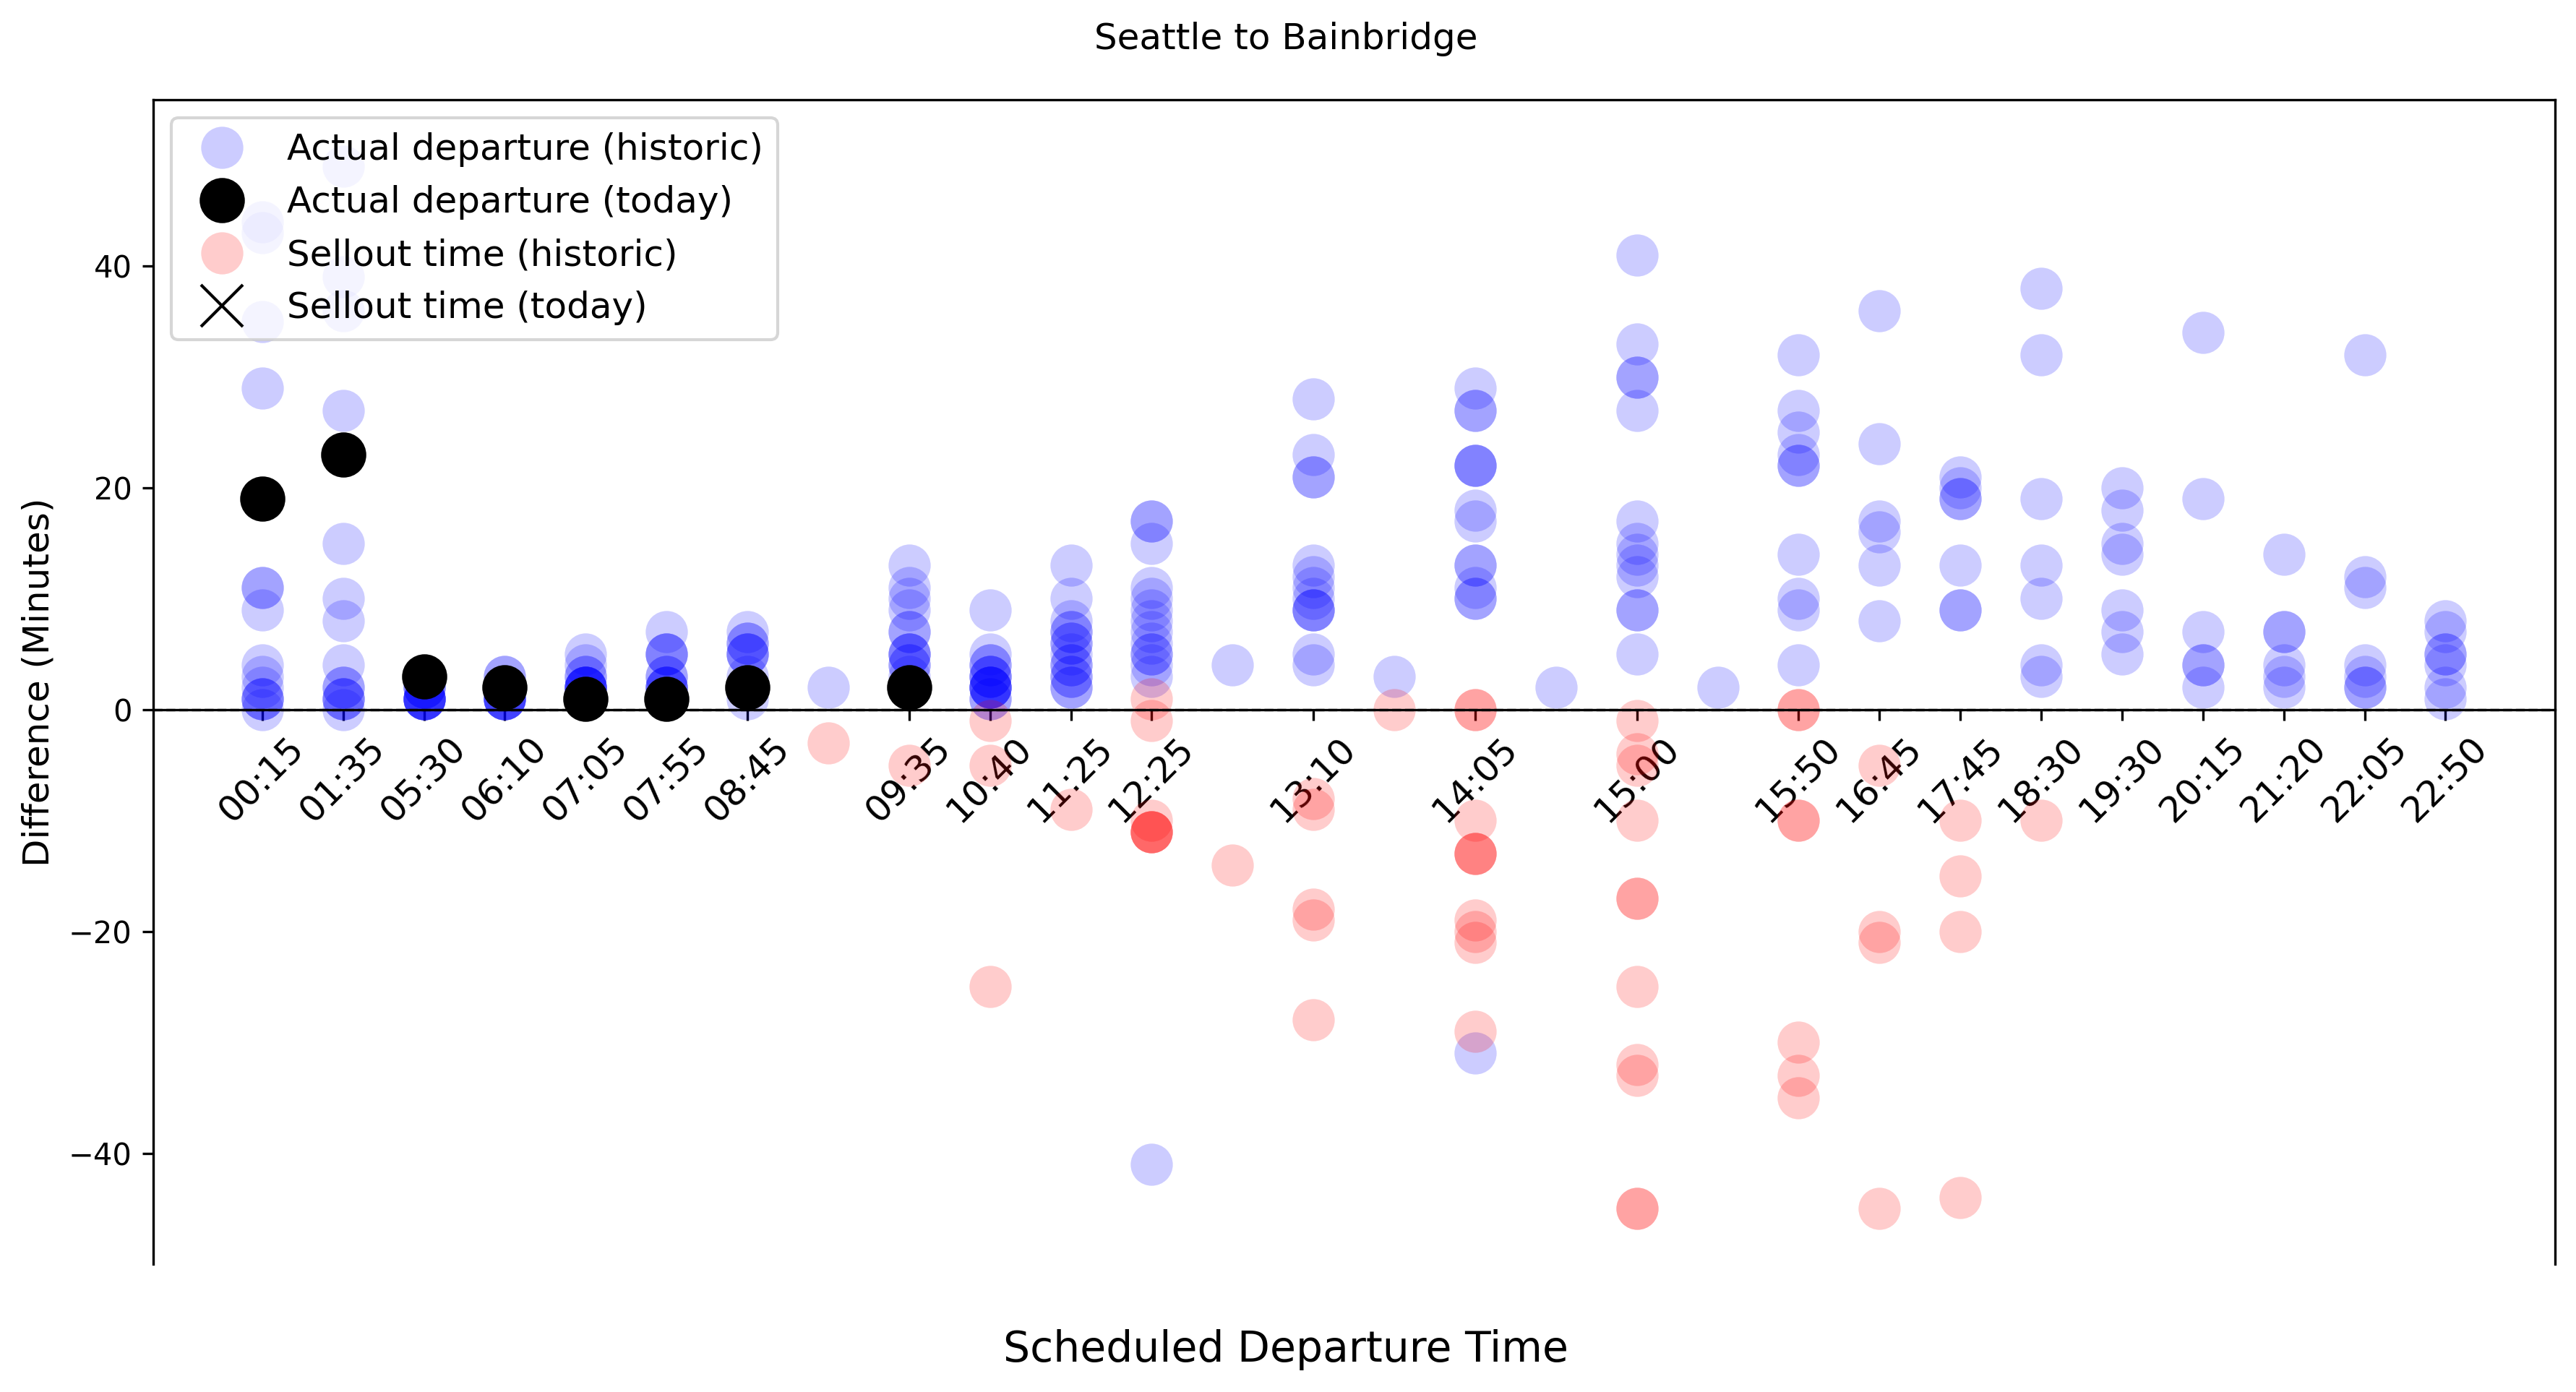 Seattle to Bainbridge
Actual departure (historic)
Actual departure (today)
Sellout time (historic)
Sellout time (today)
Difference (Minutes)
40
20
0
−20
−40
00:15 01:35 05:30 06:10 07:05 07:55 08:45 09:35 10:40 11:25 12:25 13:10 14:05 15:00 15:50 16:45 17:45 18:30 19:30 20:15 21:20 22:05 22:50
Scheduled Departure Time